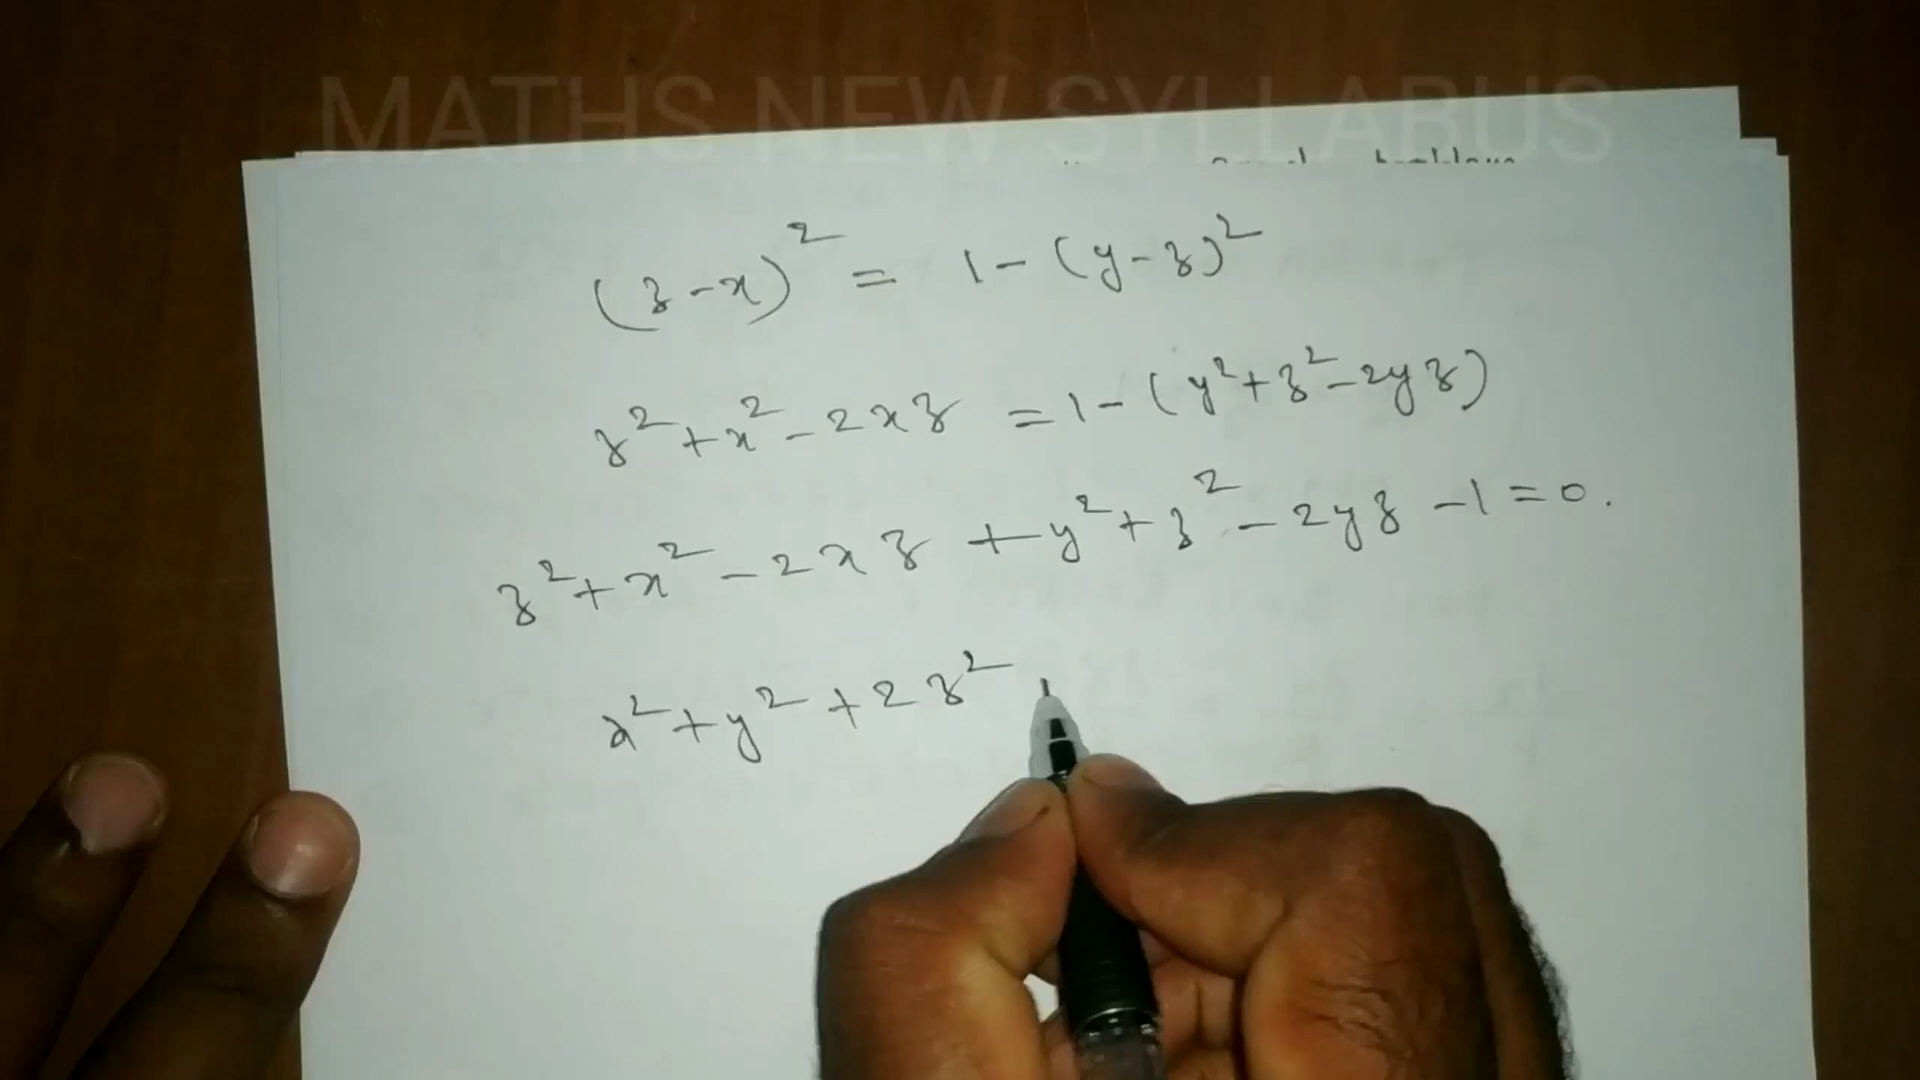 MATHS NEW SYLLABUS
(z-x)² = 1-(y-z)²
z²+x²-2xz =1-(y²+z²-2yz)
z²+x²-2xz +y²+z²-2yz -1=0.
x²+y²+2z²